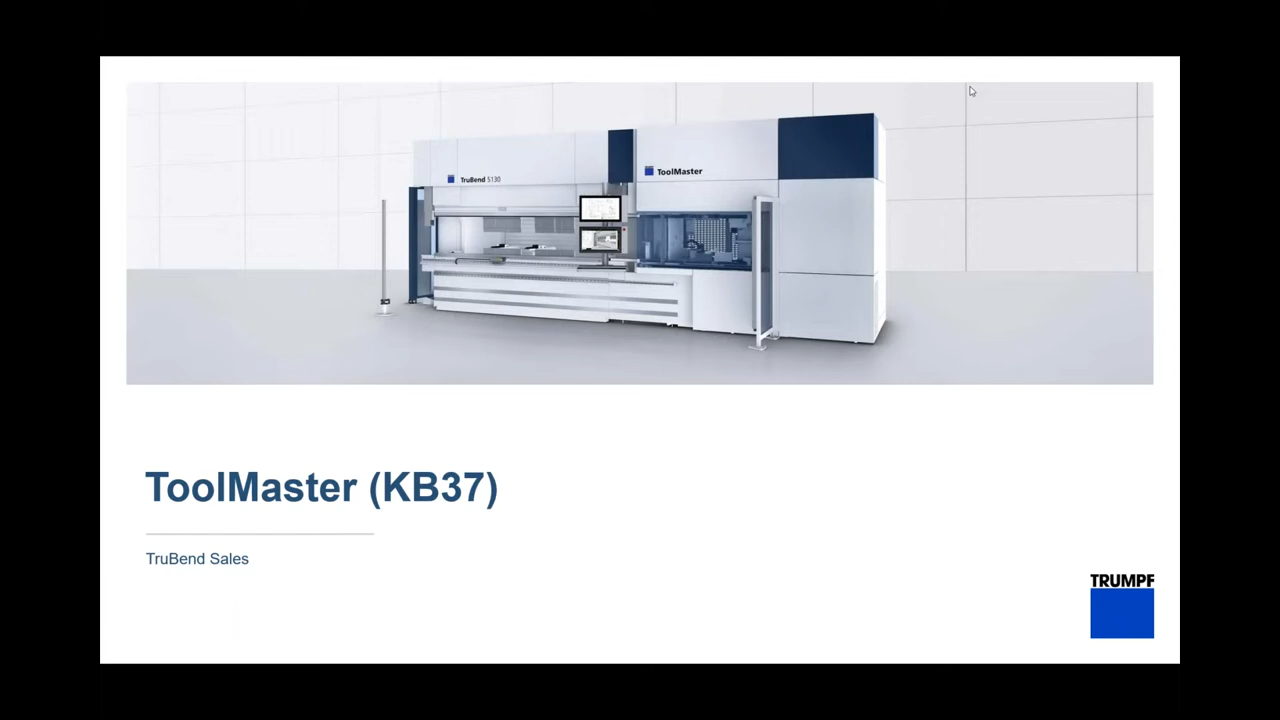 TruBend 5130
ToolMaster
ToolMaster (KB37)
TruBend Sales
TRUMPF